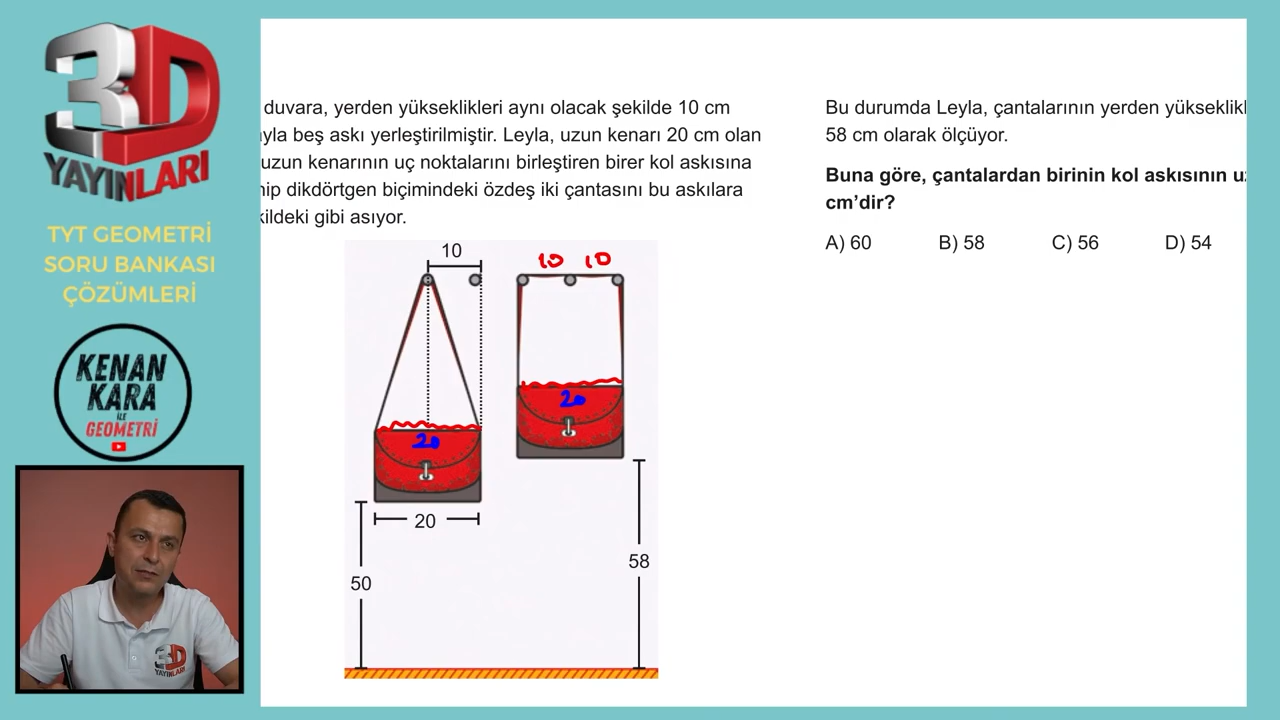 3D
YAYINLARI
TYT GEOMETRİ
SORU BANKASI
ÇÖZÜMLERİ
KENAN
KARA
İLE
GEOMETRİ
3D
YAYINLARI
duvara, yerden yükseklikleri aynı olacak şekilde 10 cm
beş askı yerleştirilmiştir. Leyla, uzun kenarı 20 cm olan
uzun kenarının uç noktalarını birleştiren birer kol askısına
dikdörtgen biçimindeki özdeş iki çantasını bu askılara
gibi asıyor.
10
10 10
20
20
20
50
58
Bu durumda Leyla, çantalarının yerden
58 cm olarak ölçüyor.
Buna göre, çantalardan birinin kol askısının
cm'dir?
A) 60 B) 58 C) 56 D) 54